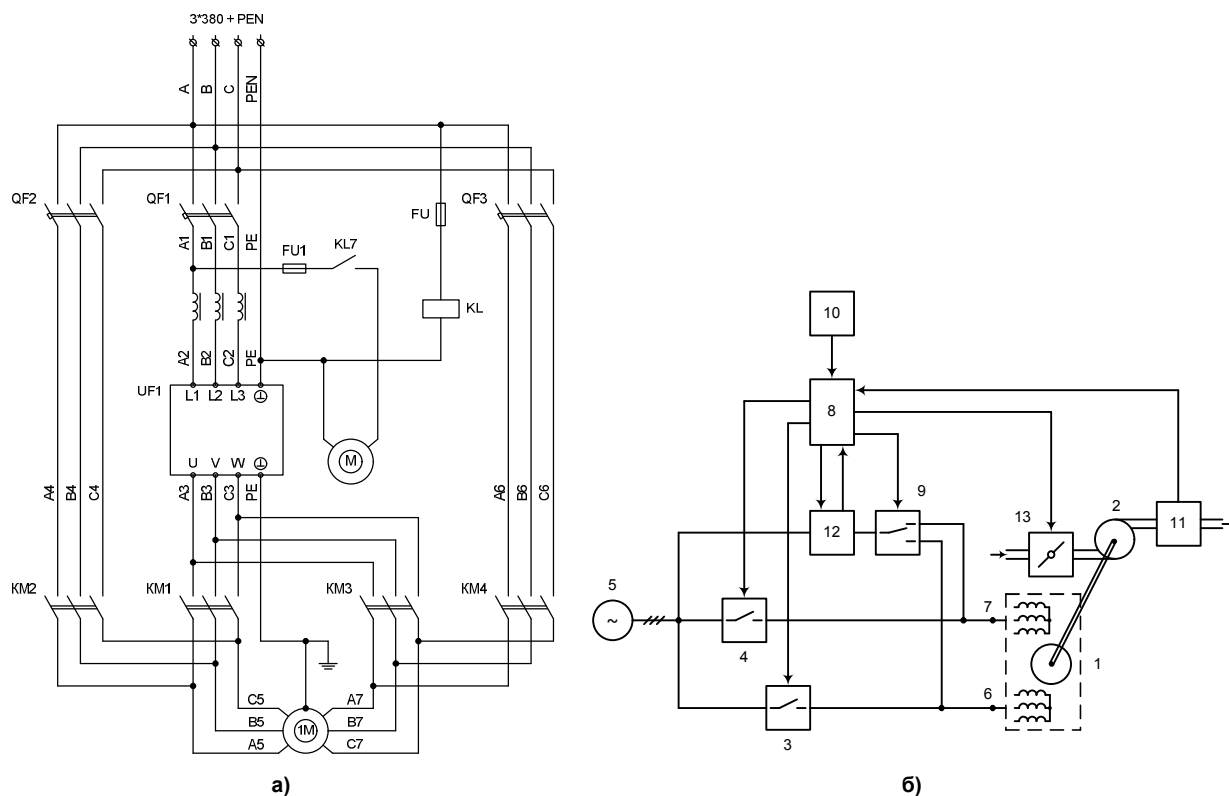 3*380 + PEN
A
B
C
PEN
QF2
QF1
QF3
FU
A1
B1
C1
PE
FU1
KL7
KL
A2
B2
C2
PE
UF1
L1 L2 L3
M
U V W
A4
B4
C4
A3
B3
C3
PE
A6
B6
C6
KM2
KM1
KM3
KM4
C5
A7
B5
1M
B7
A5
C7
а)
10
8
9
2
13
11
12
5
~
7
4
1
6
3
б)